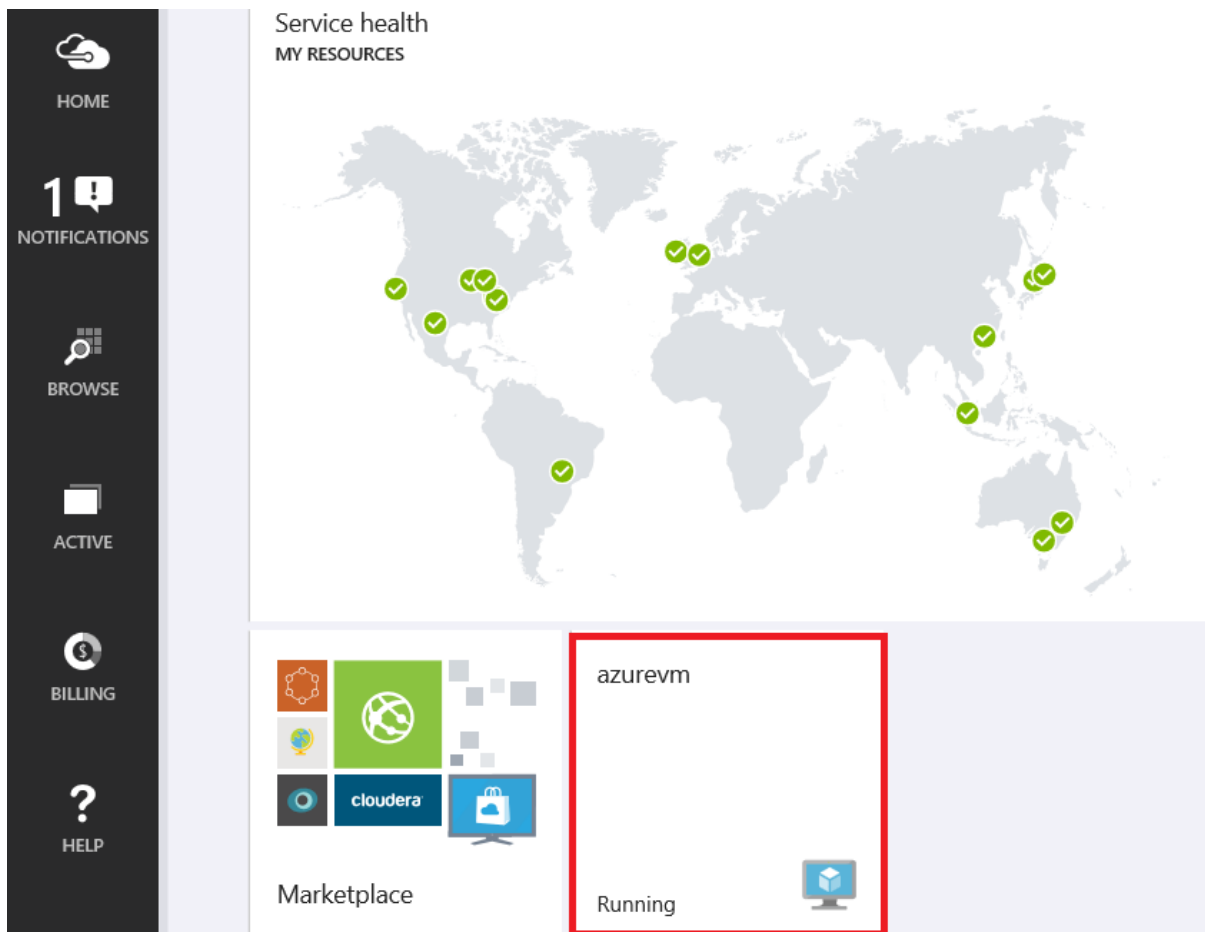 Service health
MY RESOURCES
HOME
1
NOTIFICATIONS
BROWSE
ACTIVE
BILLING
HELP
cloudera
Marketplace
azurevm
Running